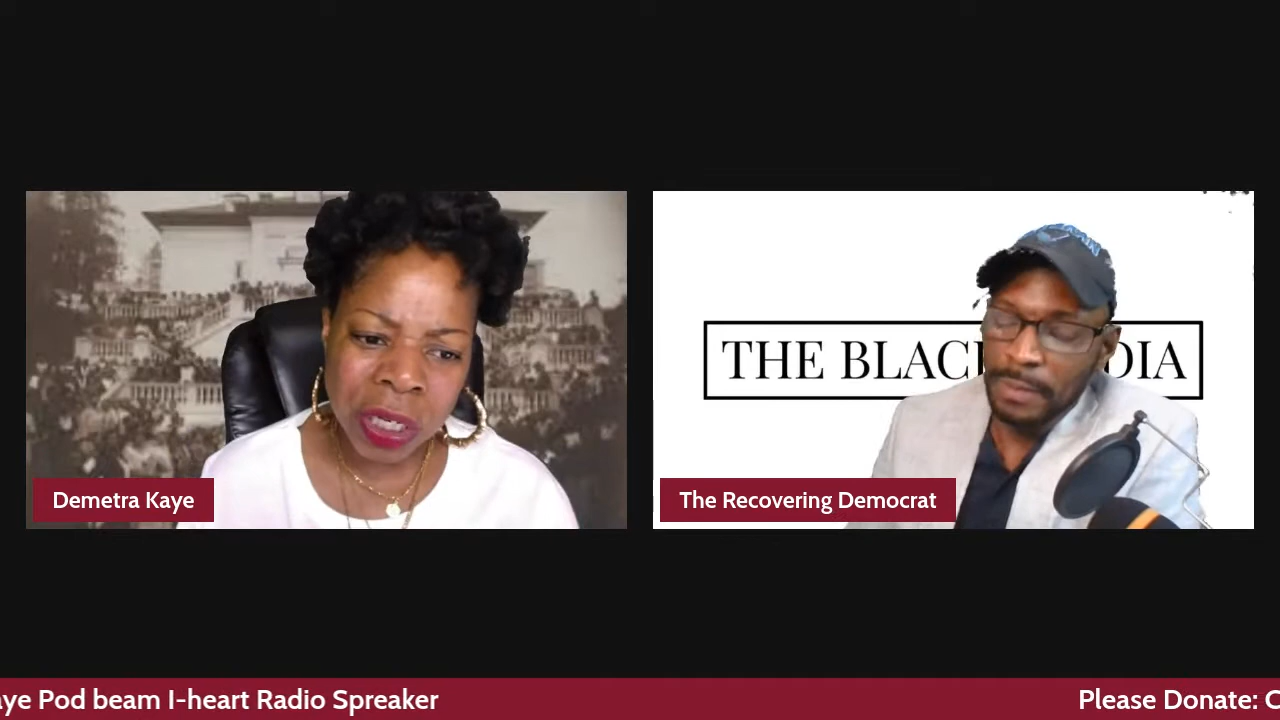 THE BLAC DIA
Demetra Kaye
The Recovering Democrat
aye Pod beam I-heart Radio Spreaker
Please Donate: C